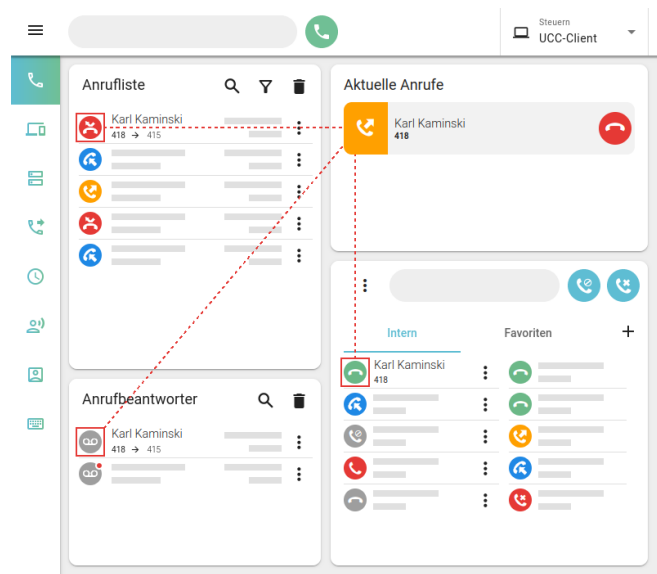 Steuern
UCC-Client
Anrufliste
Karl Kaminski
418 → 415
Aktuelle Anrufe
Karl Kaminski
418
Intern
Favoriten
Karl Kaminski
418
Anrufbeantworter
Karl Kaminski
418 → 415